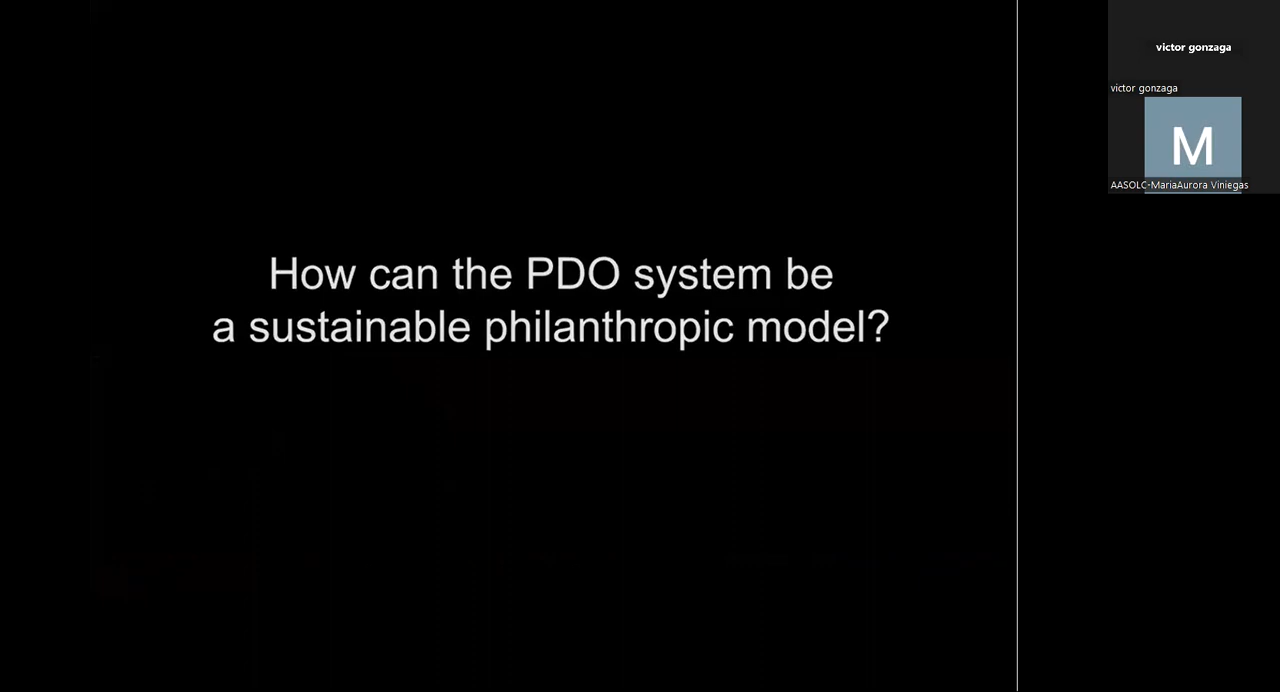 How can the PDO system be
a sustainable philanthropic model?
victor gonzaga
victor gonzaga
M
AASOLC-MariaAurora Viniegas